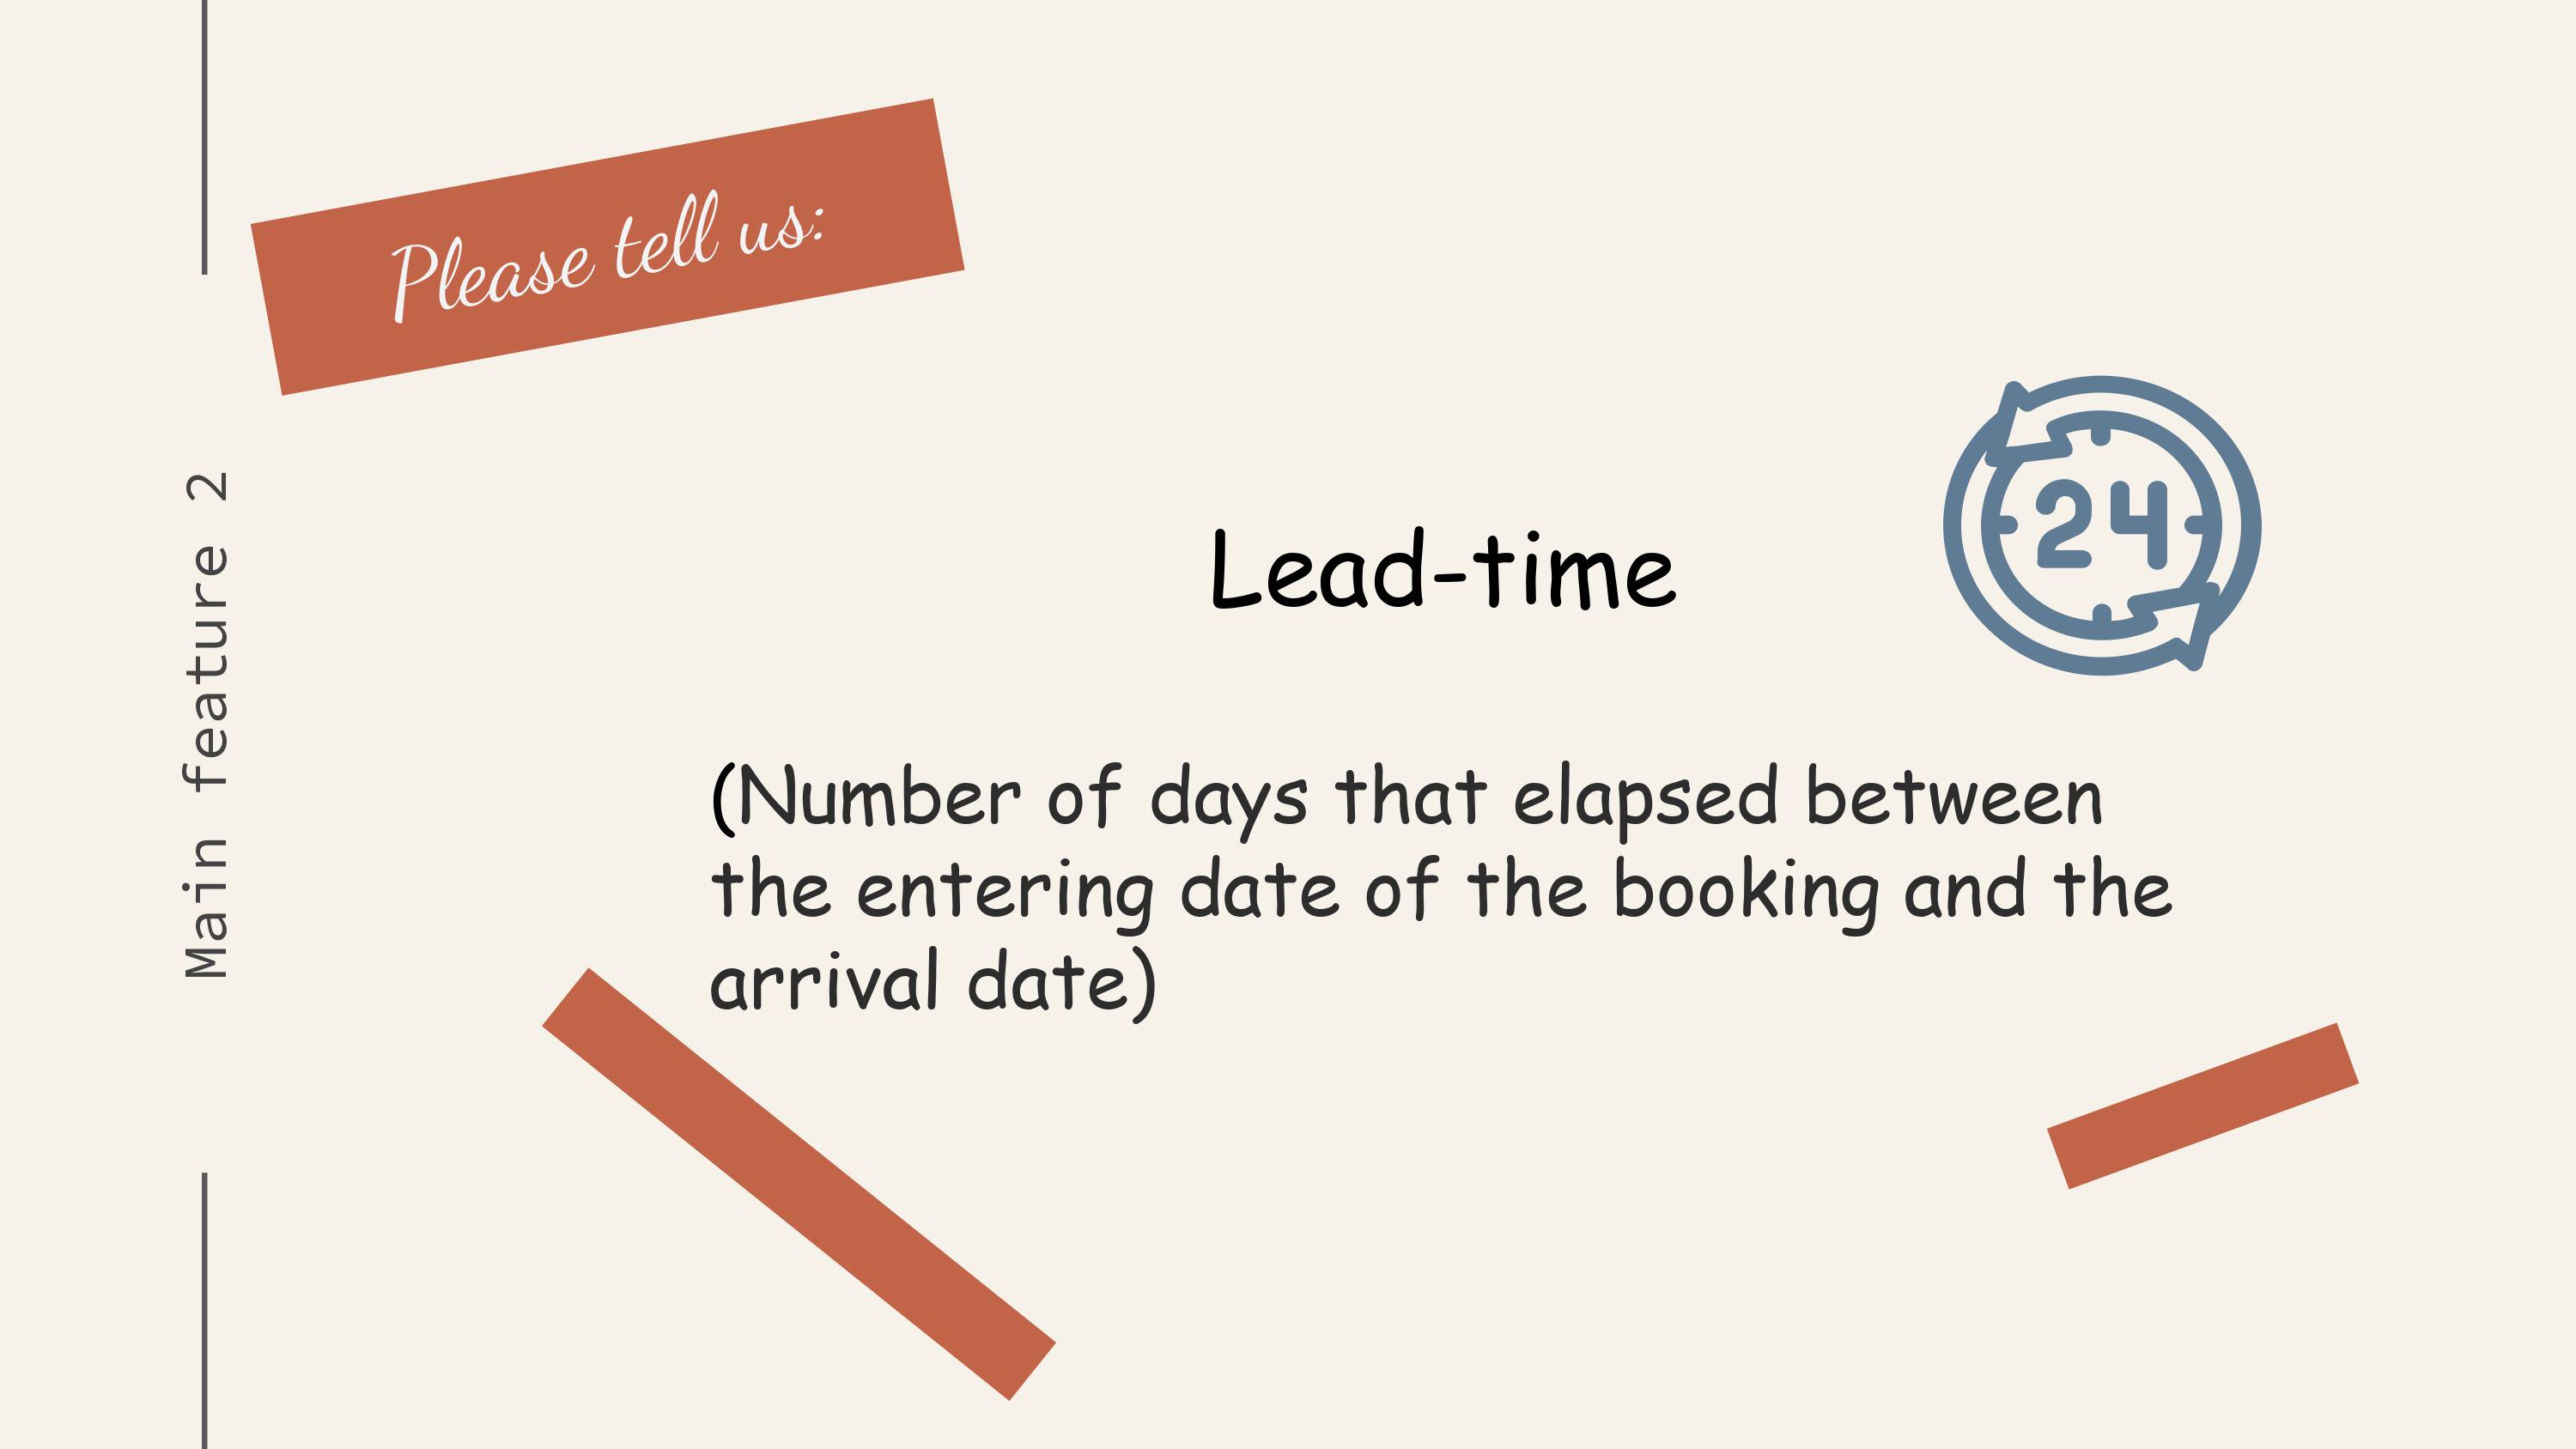 Please tell us:
Main feature 2
Lead-time
24
(Number of days that elapsed between
the entering date of the booking and the
arrival date)